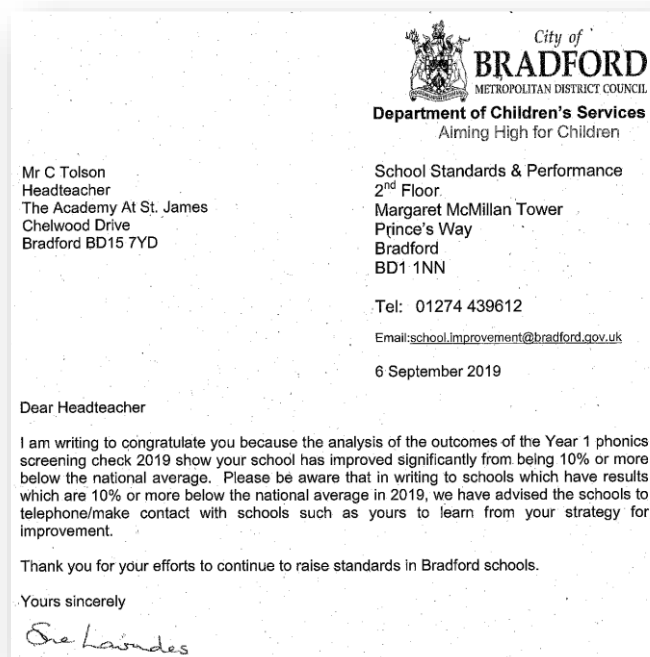 City of
BRADFORD
METROPOLITAN DISTRICT COUNCIL
Department of Children's Services
Aiming High for Children
Mr C Tolson
Headteacher
The Academy At St. James
Chelwood Drive
Bradford BD15 7YD
School Standards & Performance
2nd Floor
Margaret McMillan Tower
Prince's Way
Bradford
BD1 1NN
Tel: 01274 439612
Email:school.improvement@bradford.gov.uk
6 September 2019
Dear Headteacher
I am writing to congratulate you because the analysis of the outcomes of the Year 1 phonics
screening check 2019 show your school has improved significantly from being 10% or more
below the national average. Please be aware that in writing to schools which have results
which are 10% or more below the national average in 2019, we have advised the schools to
telephone/make contact with schools such as yours to learn from your strategy for
improvement.
Thank you for your efforts to continue to raise standards in Bradford schools.
Yours sincerely
Sue Lowndes